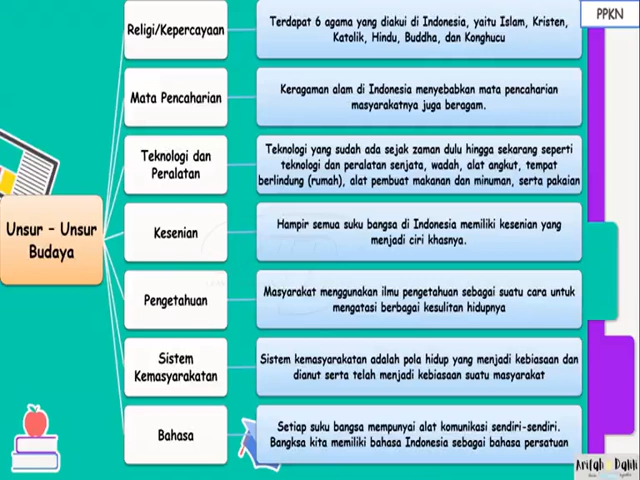 PPKN
Unsur – Unsur
Budaya
Religi/Kepercayaan
Terdapat 6 agama yang diakui di Indonesia, yaitu Islam, Kristen,
Katolik, Hindu, Buddha, dan Konghucu
Mata Pencaharian
Keragaman alam di Indonesia menyebabkan mata pencaharian
masyarakatnya juga beragam.
Teknologi dan
Peralatan
Teknologi yang sudah ada sejak zaman dulu hingga sekarang seperti
teknologi dan peralatan senjata, wadah, alat angkut, tempat
berlindung (rumah), alat pembuat makanan dan minuman, serta pakaian
Kesenian
Hampir semua suku bangsa di Indonesia memiliki kesenian yang
menjadi ciri khasnya.
Pengetahuan
Masyarakat menggunakan ilmu pengetahuan sebagai suatu cara untuk
mengatasi berbagai kesulitan hidupnya
Sistem
Kemasyarakatan
Sistem kemasyarakatan adalah pola hidup yang menjadi kebiasaan dan
dianut serta telah menjadi kebiasaan suatu masyarakat
Bahasa
Setiap suku bangsa mempunyai alat komunikasi sendiri-sendiri.
Bangksa kita memiliki bahasa Indonesia sebagai bahasa persatuan
Arifah Dalili